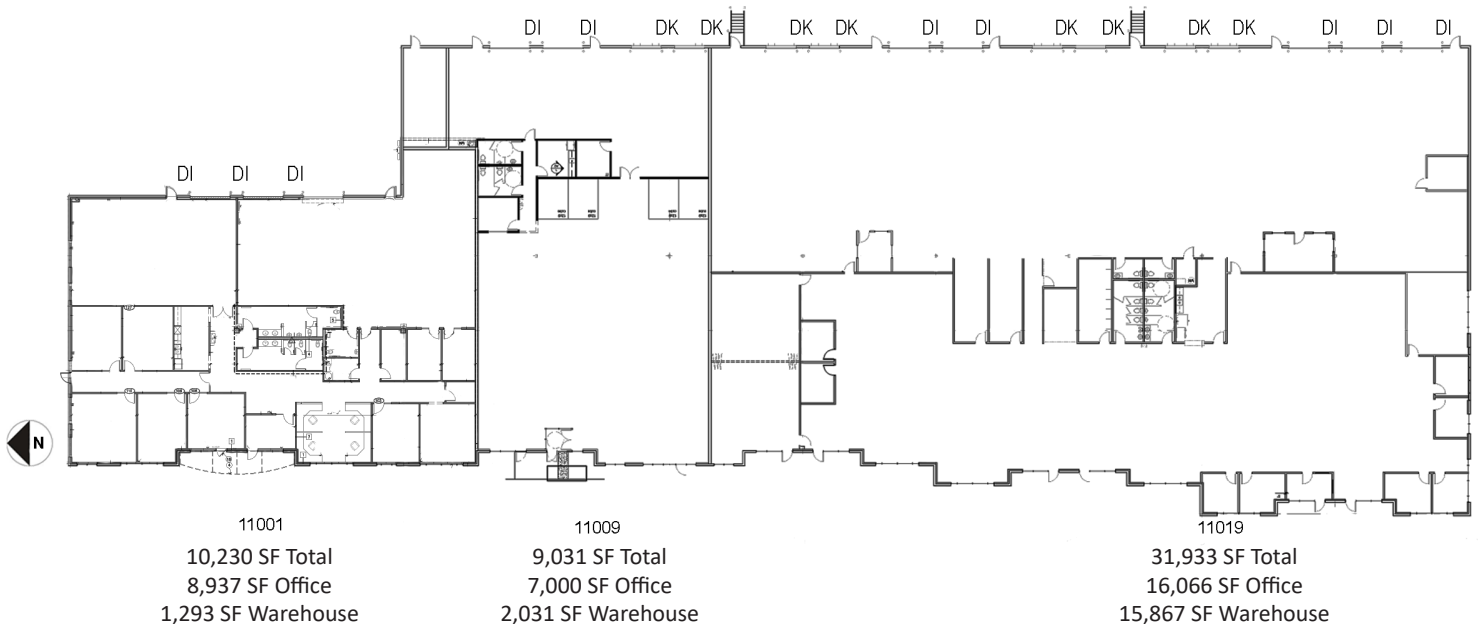 DI DI DK DK DK DK DI DI DK DK DK DK DI DI DI
DI DI DI
N
11001
10,230 SF Total
8,937 SF Office
1,293 SF Warehouse
11009
9,031 SF Total
7,000 SF Office
2,031 SF Warehouse
11019
31,933 SF Total
16,066 SF Office
15,867 SF Warehouse